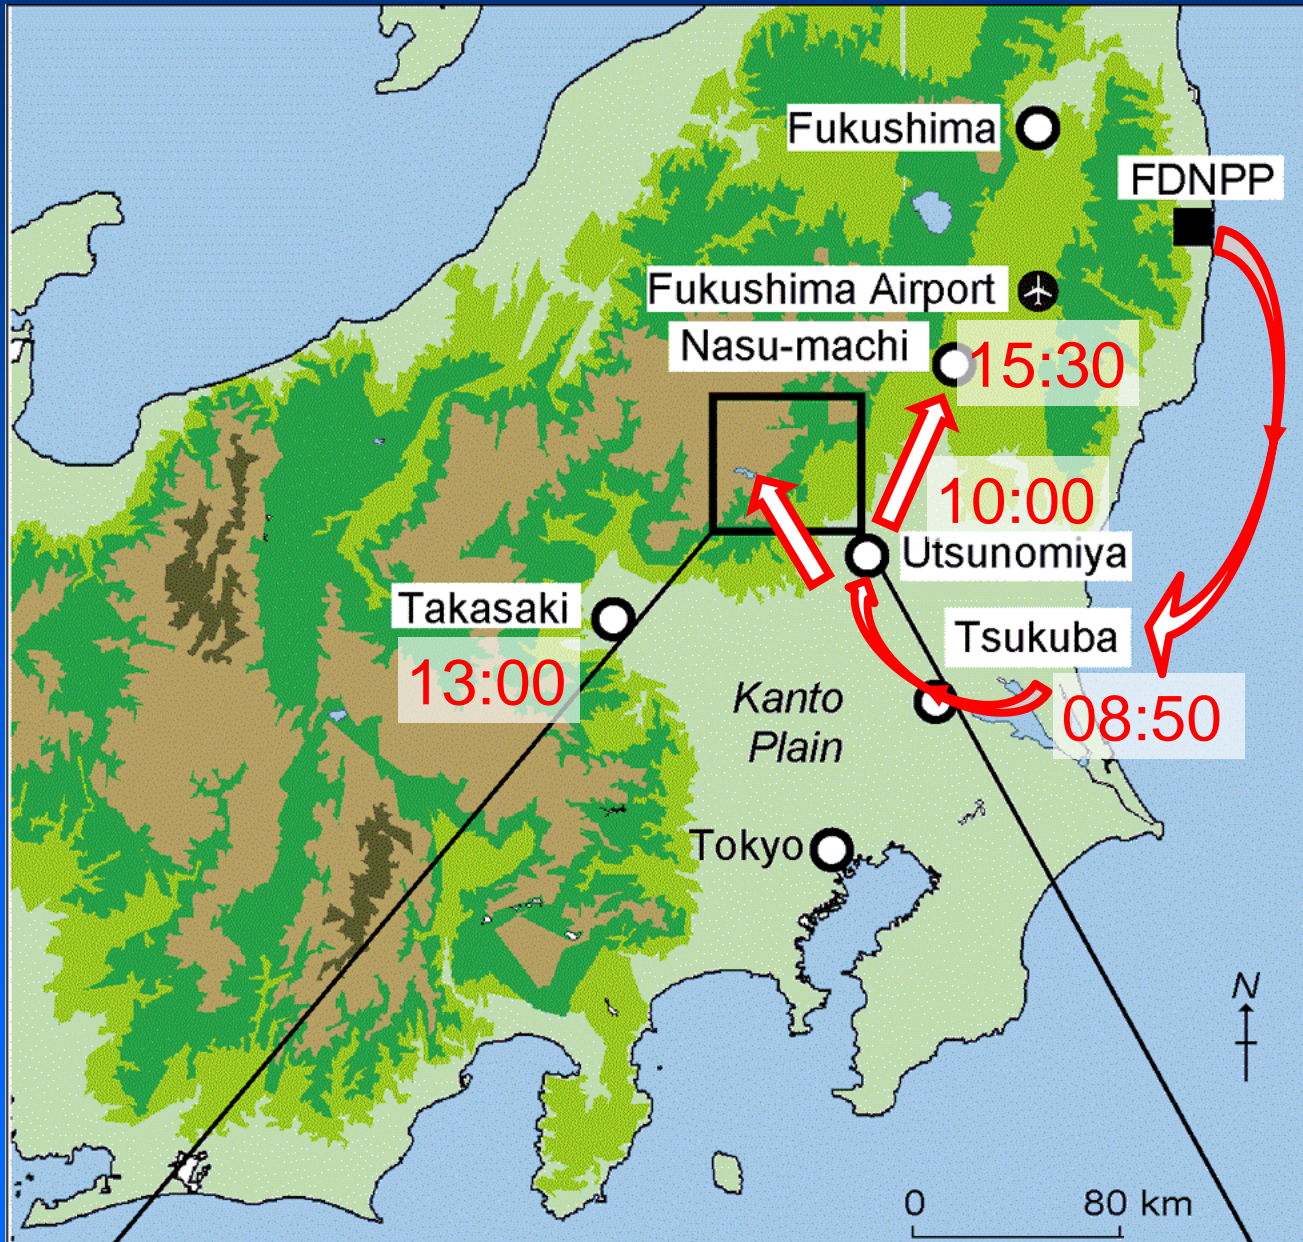 Fukushima
FDNPP
Fukushima Airport
Nasu-machi
15:30
10:00
Utsunomiya
Takasaki
13:00
Tsukuba
08:50
Kanto
Plain
Tokyo
N
0 80 km